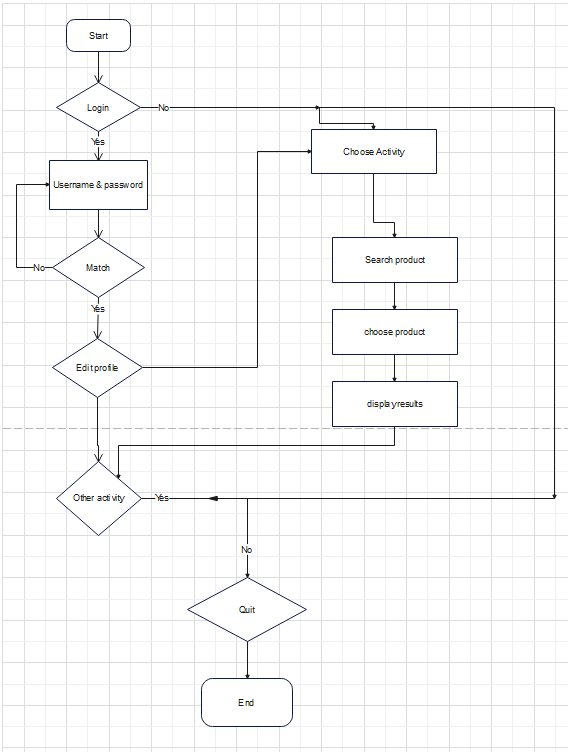 Start
Login
No
Yes
Choose Activity
Username & password
Search product
Match
No
Yes
choose product
Edit profile
display results
Other activity
Yes
No
Quit
End